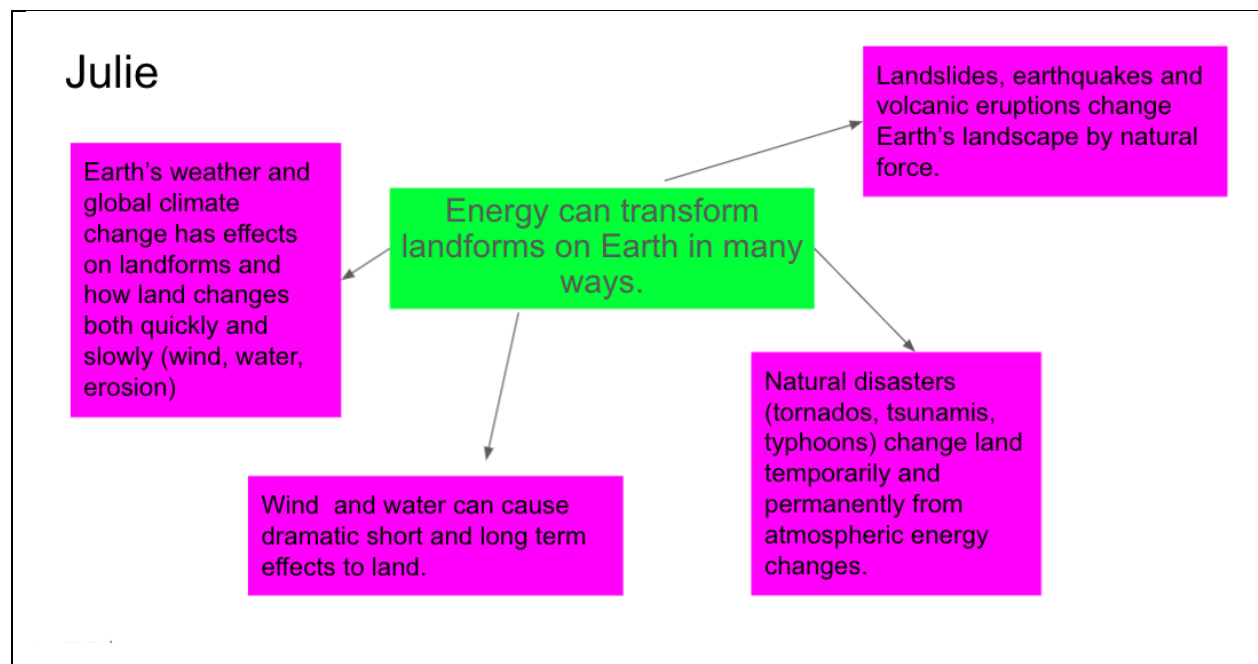 Julie
Landslides, earthquakes and
volcanic eruptions change
Earth's landscape by natural
force.
Earth's weather and
global climate
change has effects
on landforms and
how land changes
both quickly and
slowly (wind, water,
erosion)
Energy can transform
landforms on Earth in many
ways.
Natural disasters
(tornados, tsunamis,
typhoons) change land
temporarily and
permanently from
atmospheric energy
changes.
Wind  and water can cause
dramatic short and long term
effects to land.